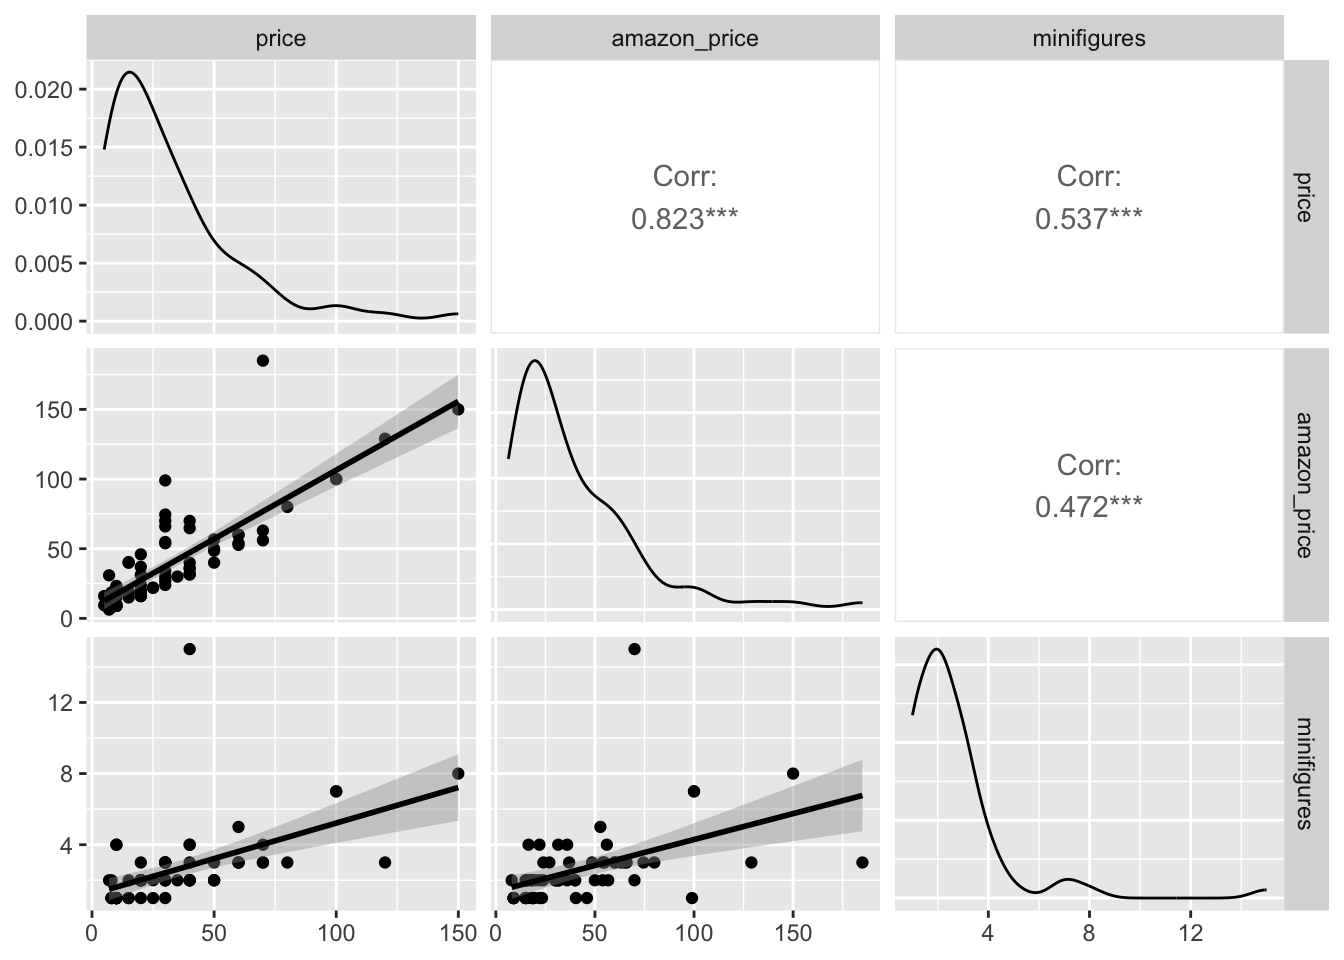 price
amazon_price
minifigures
0.020
0.015
0.010
0.005
0.000
Corr:
0.823***
Corr:
0.537***
price
150
100
50
0
Corr:
0.472***
amazon_price
12
8
4
minifigures
0 50 100 150
0 50 100 150
4 8 12